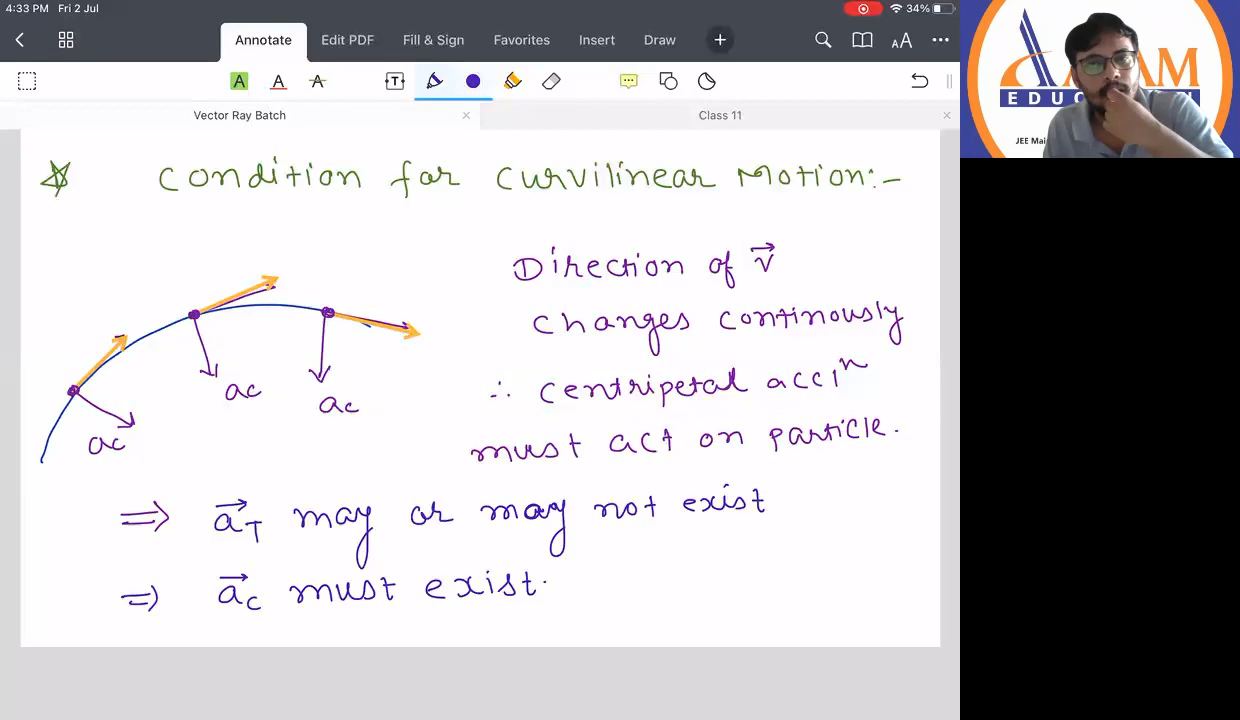 4:33 PM Fri 2 Jul
34%
Annotate Edit PDF Fill & Sign Favorites Insert Draw
Vector Ray Batch
Class 11
EDUC
JEE Mai
Condition for Curvilinear Motion:-
Direction of v⃗
changes continously
∴ centripetal accⁿ
must act on particle.
ac
ac
ac
⇒ a⃗T may or may not exist
⇒ a⃗c must exist.